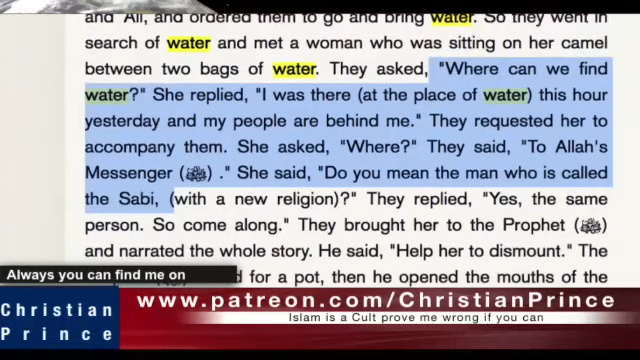 and 'Ali, and ordered them to go and bring water. So they went in
search of water and met a woman who was sitting on her camel
between two bags of water. They asked, "Where can we find
water?" She replied, "I was there (at the place of water) this hour
yesterday and my people are behind me." They requested her to
accompany them. She asked, "Where?" They said, "To Allah's
Messenger (ﷺ) ." She said, "Do you mean the man who is called
the Sabi, (with a new religion)?" They replied, "Yes, the same
person. So come along." They brought her to the Prophet (ﷺ)
and narrated the whole story. He said, "Help her to dismount." The
for a pot, then he opened the mouths of the
Always you can find me on
Christian
Prince
www.patreon.com/ChristianPrince
Islam is a Cult prove me wrong if you can